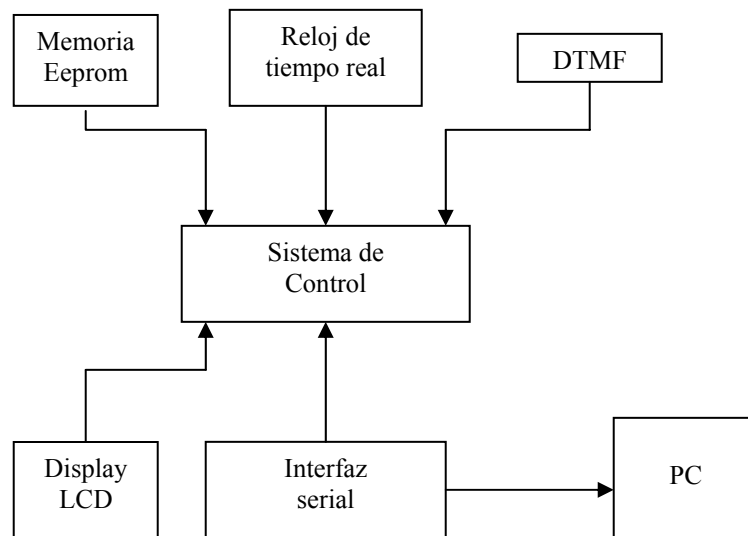 Memoria
Eeprom
Reloj de
tiempo real
DTMF
Sistema de
Control
Display
LCD
Interfaz
serial
PC